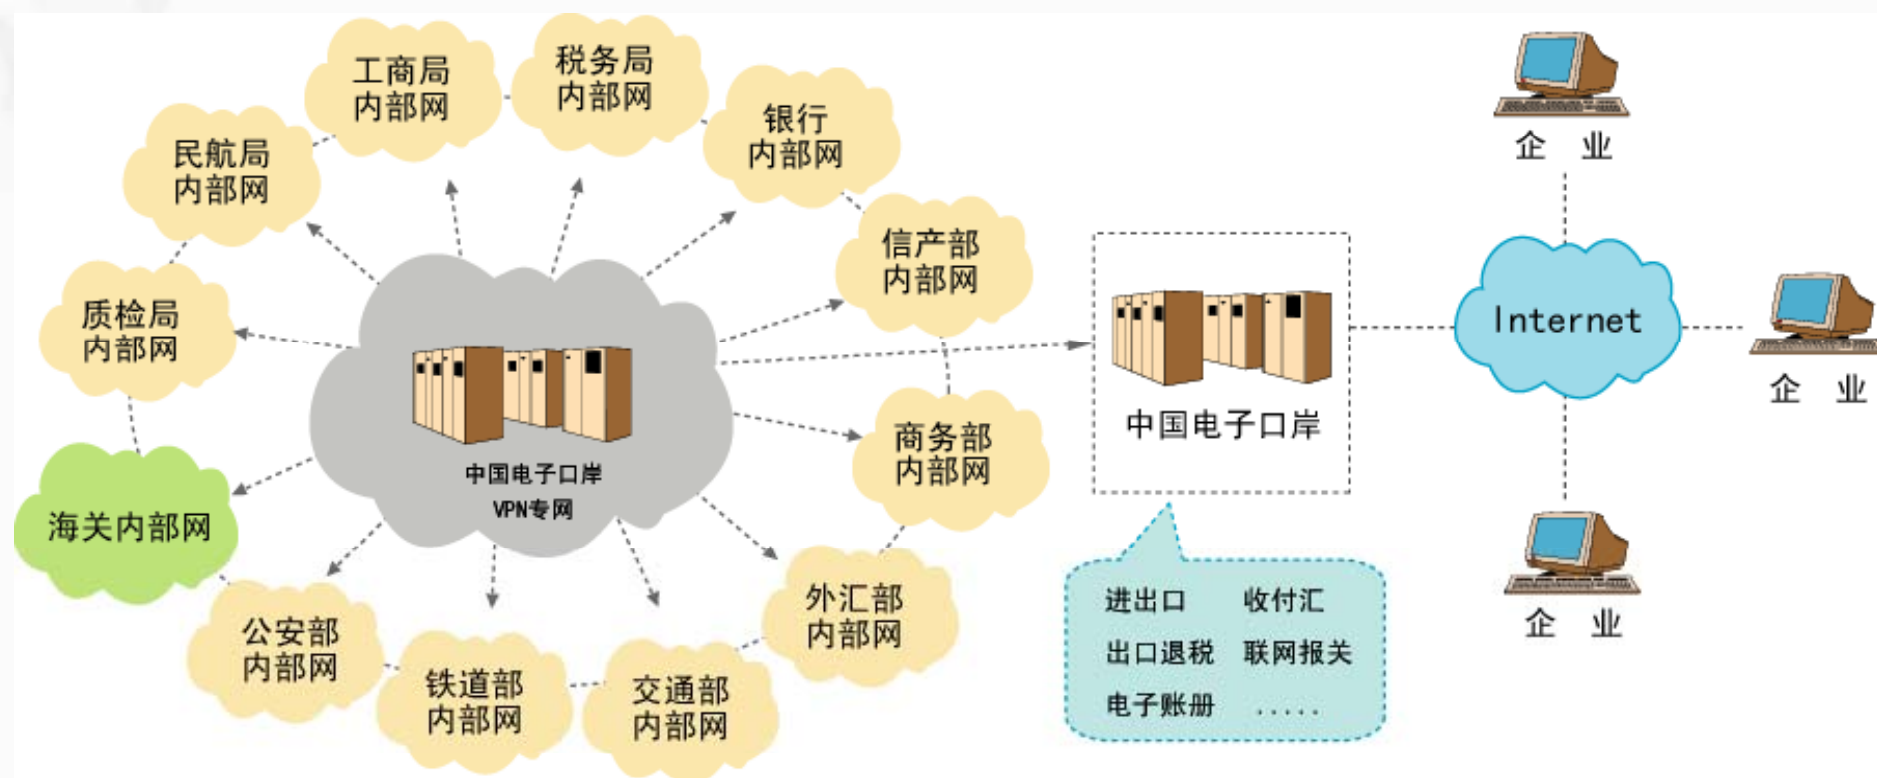 工商局
内部网
税务局
内部网
银行
内部网
民航局
内部网
信产部
内部网
质检局
内部网
商务部
内部网
海关内部网
中国电子口岸
VPN专网
公安部
内部网
铁道部
内部网
交通部
内部网
外汇部
内部网
中国电子口岸
进出口 收付汇
出口退税 联网报关
电子账册 .....
Internet
企 业
企 业
企 业